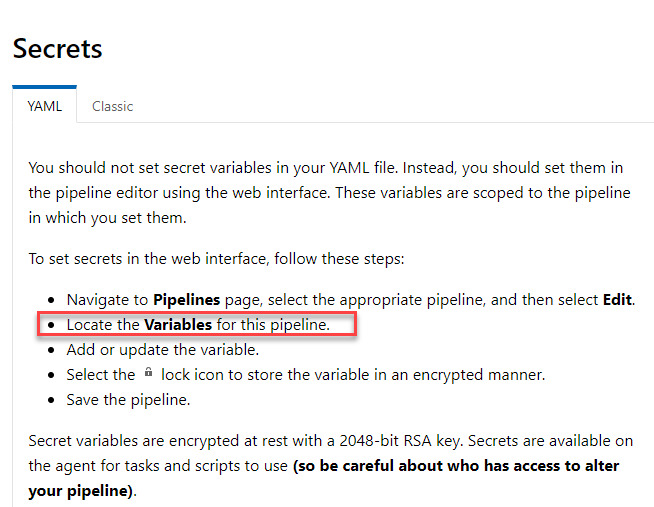 Secrets
YAML Classic
You should not set secret variables in your YAML file. Instead, you should set them in
the pipeline editor using the web interface. These variables are scoped to the pipeline
in which you set them.
To set secrets in the web interface, follow these steps:
• Navigate to Pipelines page, select the appropriate pipeline, and then select Edit.
• Locate the Variables for this pipeline.
• Add or update the variable.
• Select the lock icon to store the variable in an encrypted manner.
• Save the pipeline.
Secret variables are encrypted at rest with a 2048-bit RSA key. Secrets are available on
the agent for tasks and scripts to use (so be careful about who has access to alter
your pipeline).